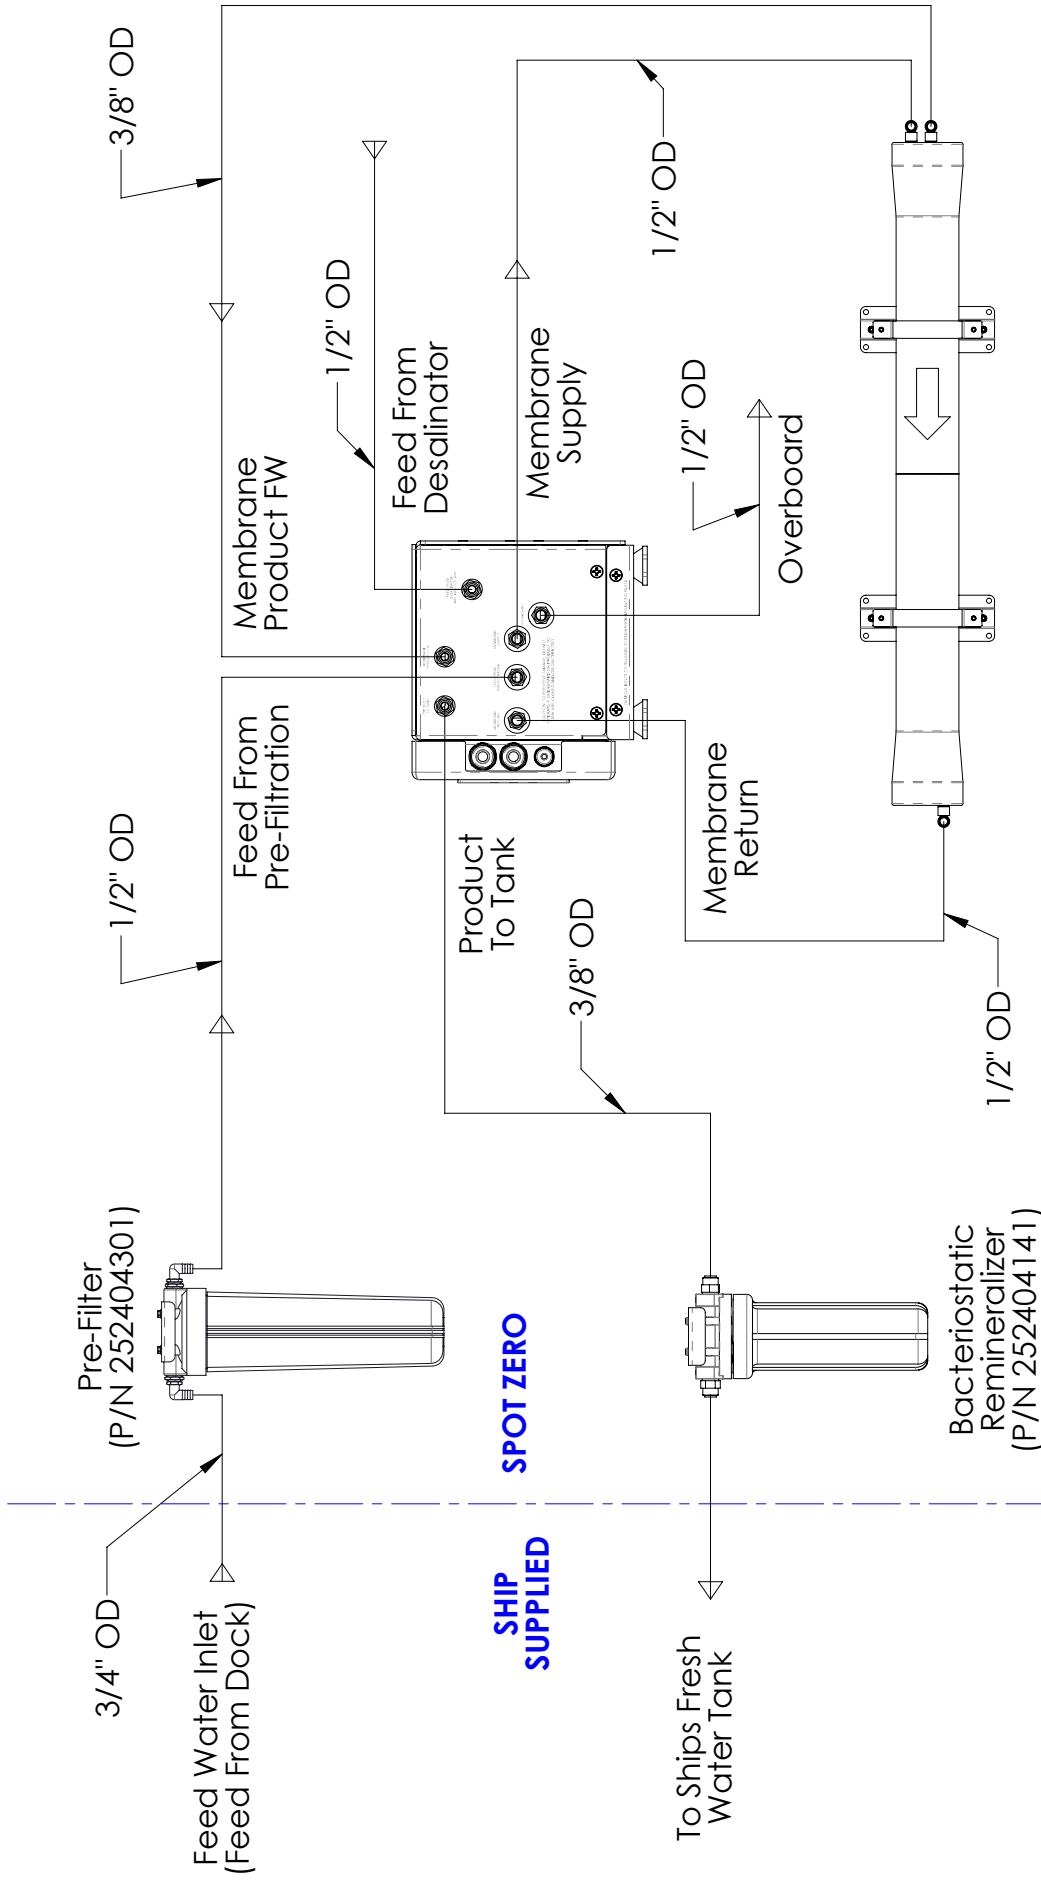 Feed Water Inlet
(Feed From Dock)
3/4" OD
Pre-Filter
(P/N 252404301)
1/2" OD
Feed From
Pre-Filtration
Membrane
Product FW
3/8" OD
1/2" OD
Feed From
Desalinator
Membrane
Supply
1/2" OD
1/2" OD
Overboard
SHIP
SUPPLIED
SPOT ZERO
Product
To Tank
3/8" OD
Membrane
Return
1/2" OD
To Ships Fresh
Water Tank
Bacteriostatic
Remineralizer
(P/N 252404141)